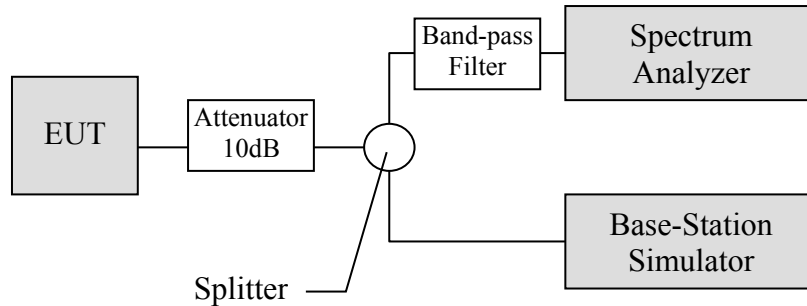 EUT
Attenuator
10dB
Band-pass
Filter
Spectrum
Analyzer
Base-Station
Simulator
Splitter